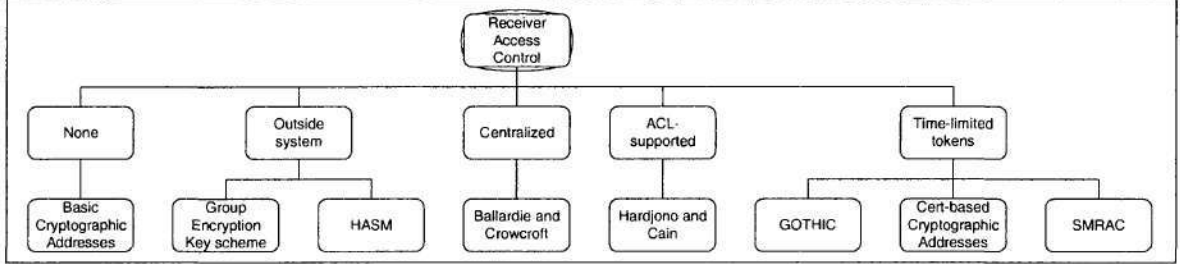 Receiver
Access
Control
None
Outside
system
Centralized
ACL-
supported
Time-limited
tokens
Basic
Cryptographic
Addresses
Group
Encryption
Key scheme
HASM
Ballardie and
Crowcroft
Hardjono and
Cain
GOTHIC
Cert-based
Cryptographic
Addresses
SMRAC